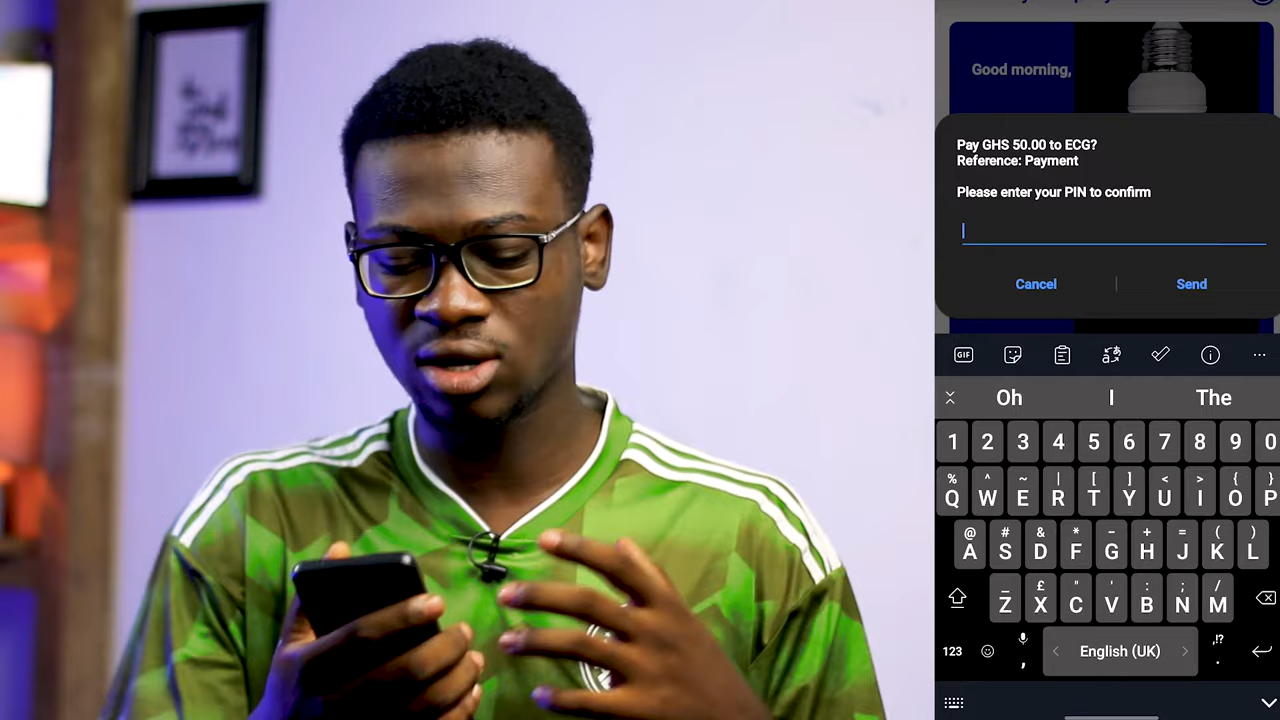 Good morning,
Pay GHS 50.00 to ECG?
Reference: Payment
Please enter your PIN to confirm
Cancel
Send
GIF
Oh I The
1 2 3 4 5 6 7 8 9 0
% ^ ~ | [ ] < > { }
Q W E R T Y U I O P
@ # & * - + = ( )
A S D F G H J K L
_ £ " ' : ; /
Z X C V B N M
123 , < English (UK) > ,!? .